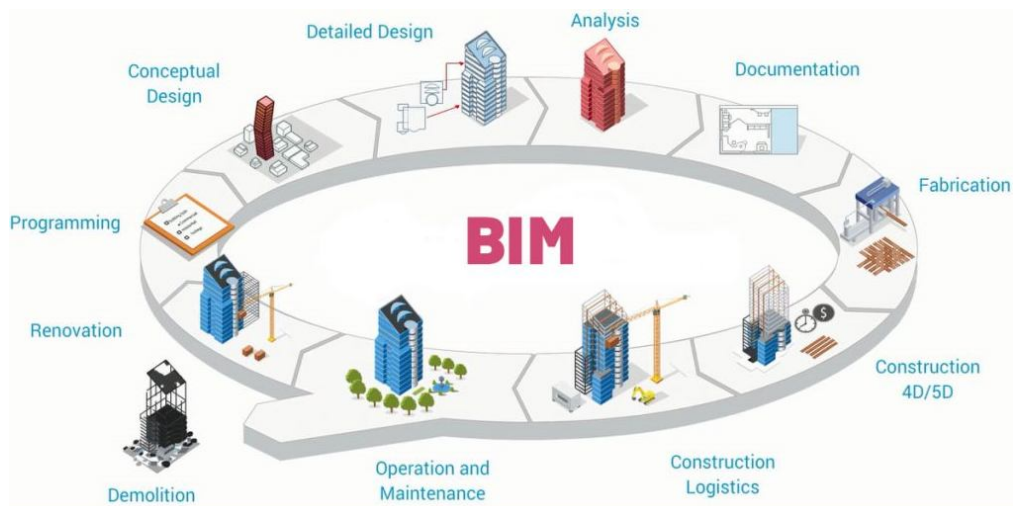 Detailed Design
Analysis
Conceptual
Design
Documentation
Programming
Fabrication
BIM
Renovation
$
Construction
4D/5D
Operation and
Maintenance
Construction
Logistics
Demolition